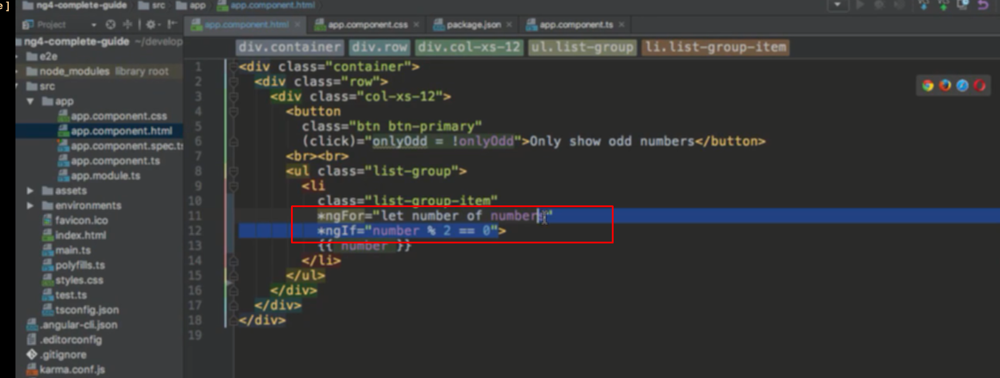 e]
ng4-complete-guide src app app.component.html
Project
app.component.html app.component.css package.json app.component.ts
ng4-complete-guide ~/develop
e2e
node_modules library root
src
app
app.component.css
app.component.html
app.component.spec.ts
app.component.ts
app.module.ts
assets
environments
favicon.ico
index.html
main.ts
polyfills.ts
styles.css
test.ts
tsconfig.json
.angular-cli.json
.editorconfig
.gitignore
karma.conf.js
div.container div.row div.col-xs-12 ul.list-group li.list-group-item
1 <div class="container">
2 <div class="row">
3 <div class="col-xs-12">
4 <button
5 class="btn btn-primary"
6 (click)="onlyOdd = !onlyOdd">Only show odd numbers</button>
7 <br><br>
8 <ul class="list-group">
9 <li
10 class="list-group-item"
11 *ngFor="let number of numbers"
12 *ngIf="number % 2 == 0">
13 {{ number }}
14 </li>
15 </ul>
16 </div>
17 </div>
18 </div>
19
VCS VCS